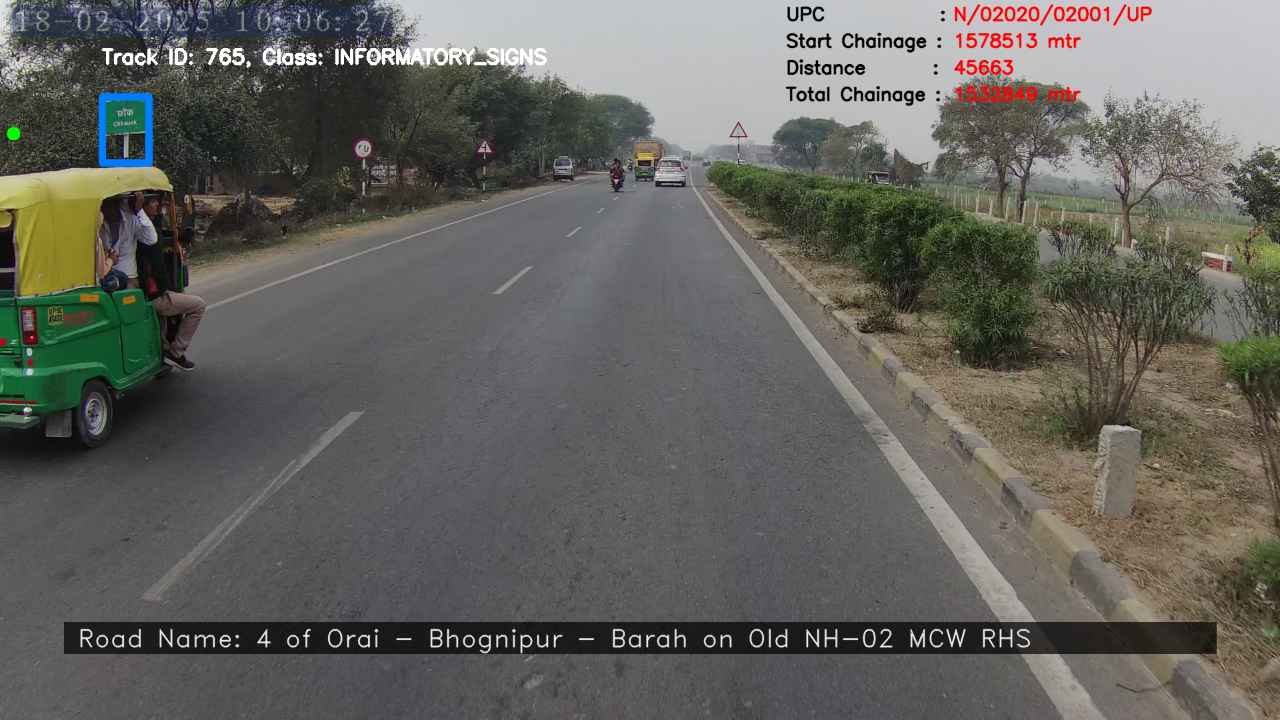 18-02-2025 10:06:27
UPC : N/02020/02001/UP
Start Chainage : 1578513 mtr
Distance : 45663
Total Chainage : 1532849 mtr
Track ID: 765, Class: INFORMATORY_SIGNS
Road Name: 4 of Orai - Bhognipur - Barah on Old NH-02 MCW RHS